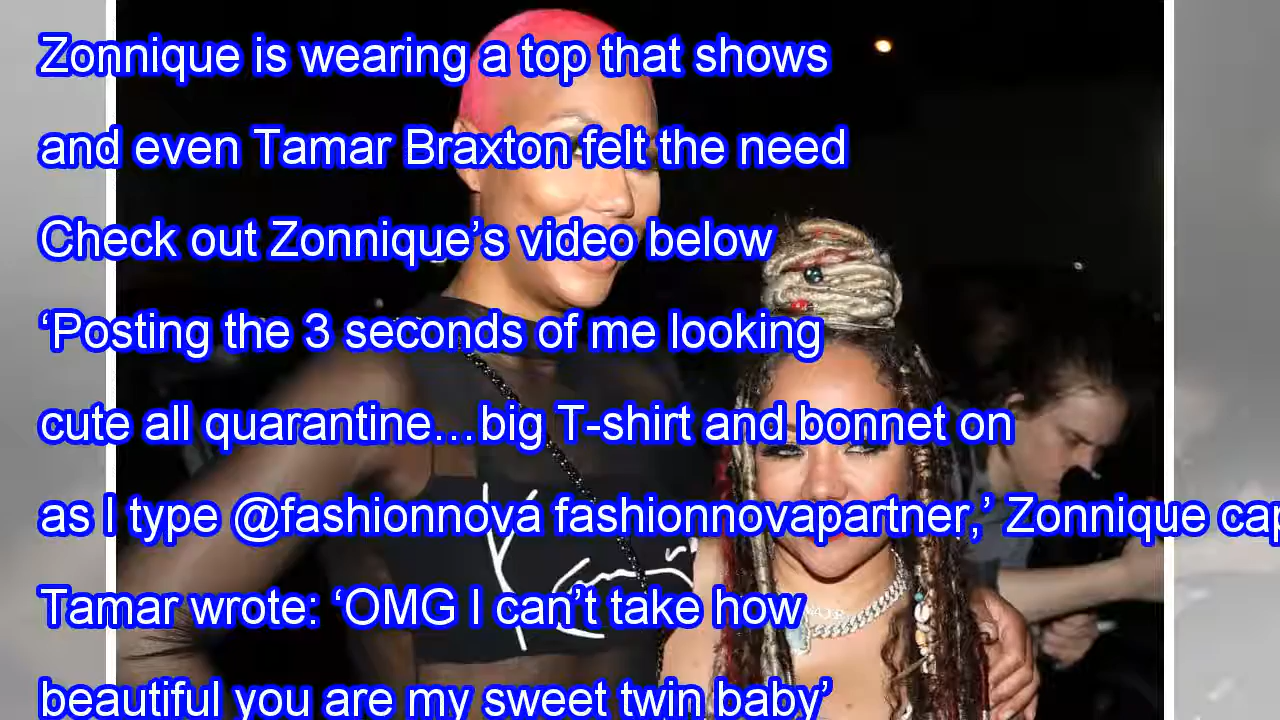 Zonnique is wearing a top that shows
and even Tamar Braxton felt the need
Check out Zonnique’s video below
‘Posting the 3 seconds of me looking
cute all quarantine…big T-shirt and bonnet on
as I type @fashionnova fashionnovapartner,’ Zonnique cap
Tamar wrote: ‘OMG I can’t take how
beautiful you are my sweet twin baby’